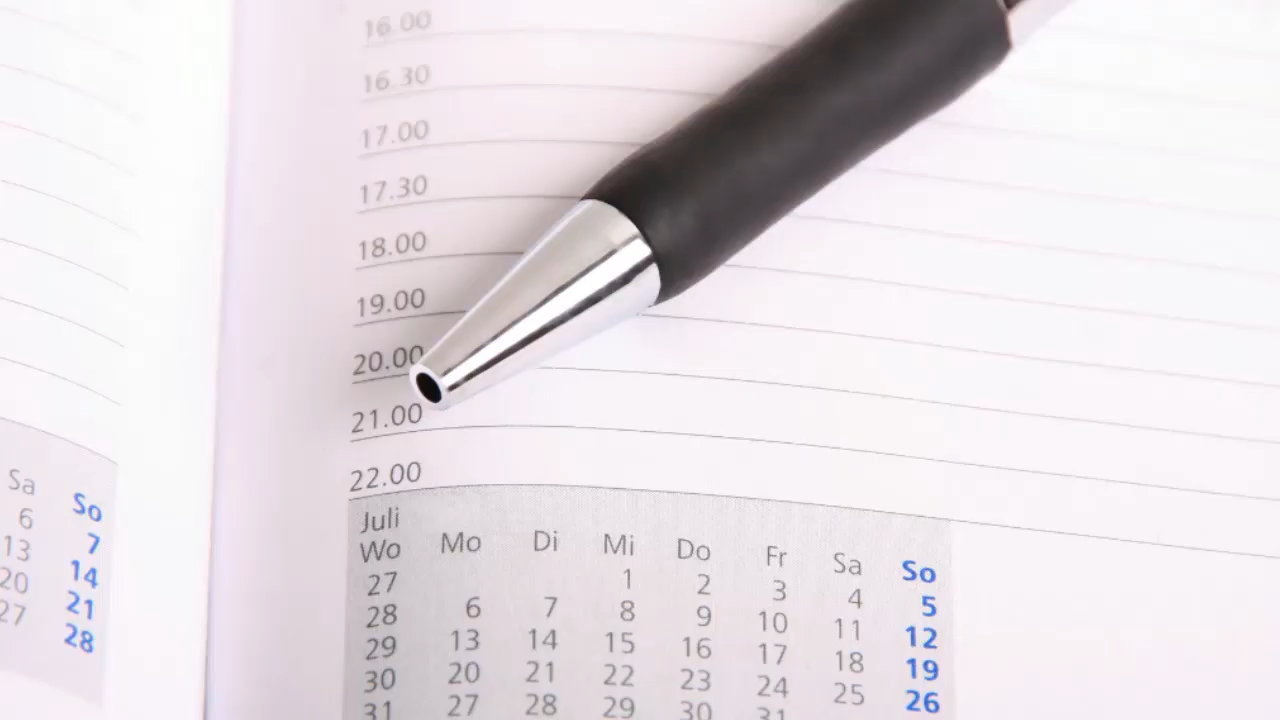 Sa So
6 7
13 14
20 21
27 28
16.00
16.30
17.00
17.30
18.00
19.00
20.00
21.00
22.00
Juli
Wo Mo Di Mi Do Fr Sa So
27 1 2 3 4 5
28 6 7 8 9 10 11 12
29 13 14 15 16 17 18 19
30 20 21 22 23 24 25 26
31 27 28 29 30 31